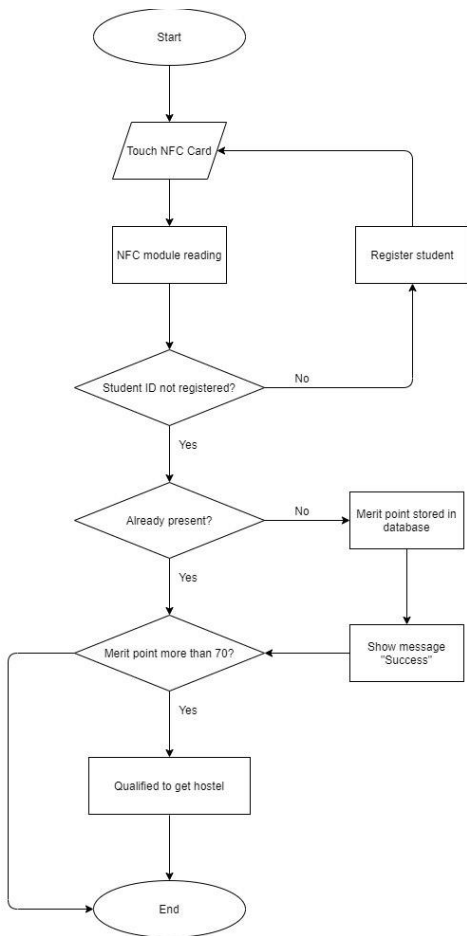 Start
Touch NFC Card
NFC module reading
Register student
Student ID not registered?
No
Yes
Already present?
No
Merit point stored in
database
Yes
Merit point more than 70?
Show message
"Success"
Yes
Qualified to get hostel
End